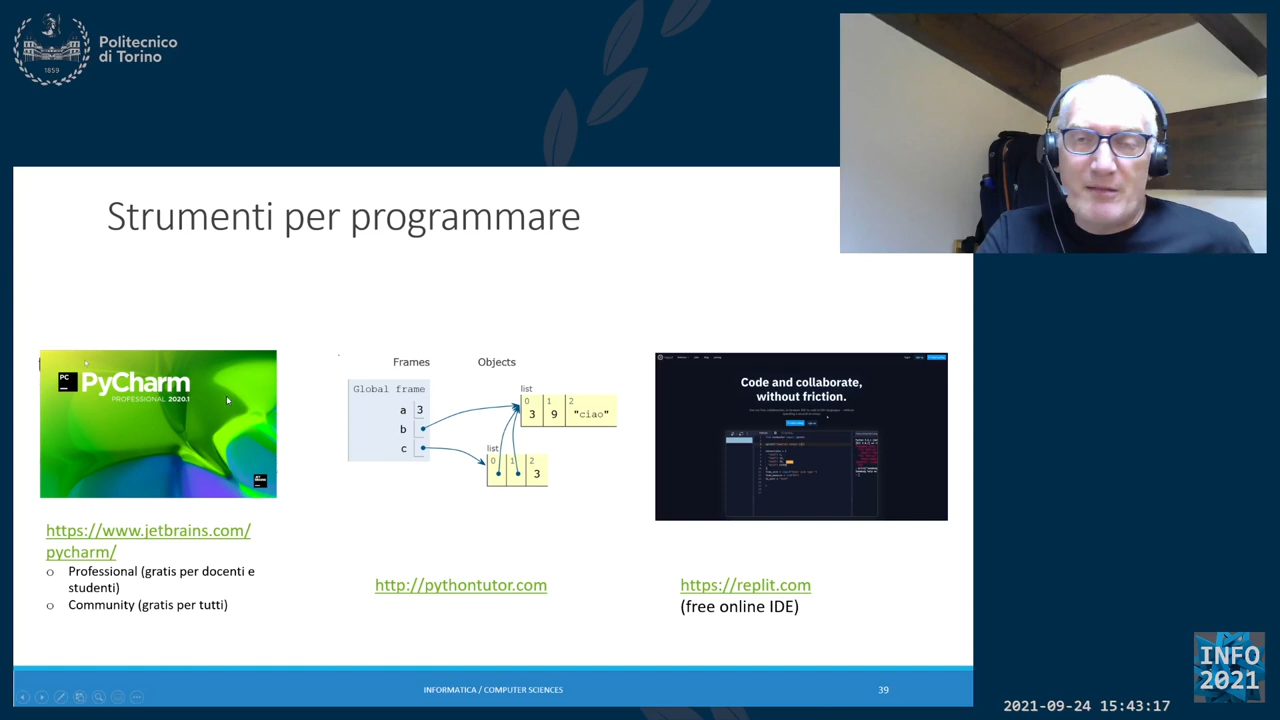 Politecnico
di Torino
1859
Strumenti per programmare
PC
PyCharm
PROFESSIONAL 2020.1
JET
BRAINS
Frames
Objects
Global frame
a 3
b
c
list
0 1 2
3 9 "ciao"
list
0 1 2
3
Code and collaborate,
without friction.
https://www.jetbrains.com/
pycharm/
o Professional (gratis per docenti e
studenti)
o Community (gratis per tutti)
http://pythontutor.com
https://replit.com
(free online IDE)
INFORMATICA / COMPUTER SCIENCES
39
INFO
2021
2021-09-24 15:43:17